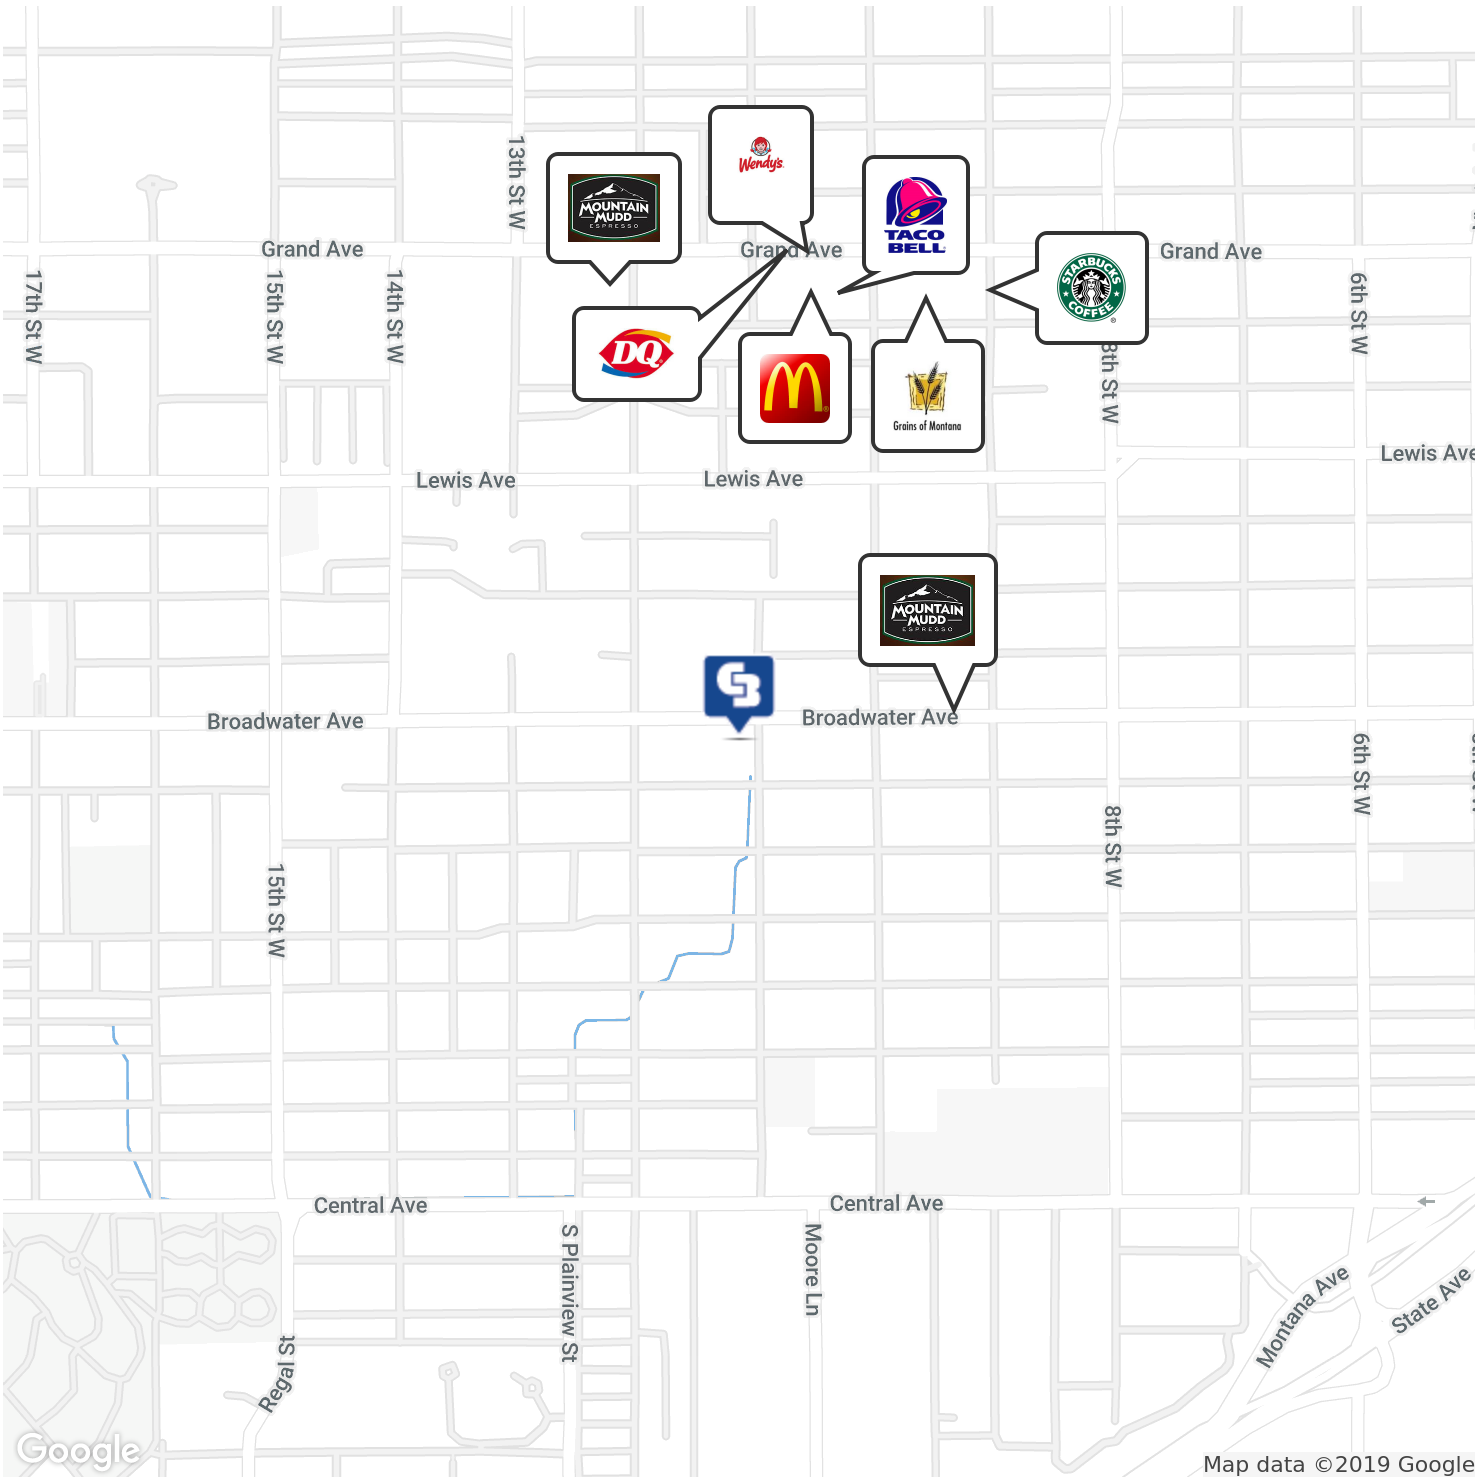 13th St W
Wendy's
MOUNTAIN
MUDD
ESPRESSO
TACO
BELL
Grand Ave
Grand Ave
Grand Ave
STARBUCKS
COFFEE
17th St W
15th St W
14th St W
6th St W
DQ
8th St W
Grains of Montana
Lewis Ave
Lewis Ave
Lewis Ave
MOUNTAIN
MUDD
ESPRESSO
CB
Broadwater Ave
Broadwater Ave
6th St W
8th St W
15th St W
Central Ave
Central Ave
S Plainview St
Moore Ln
Montana Ave
State Ave
Regal St
Google
Map data ©2019 Google